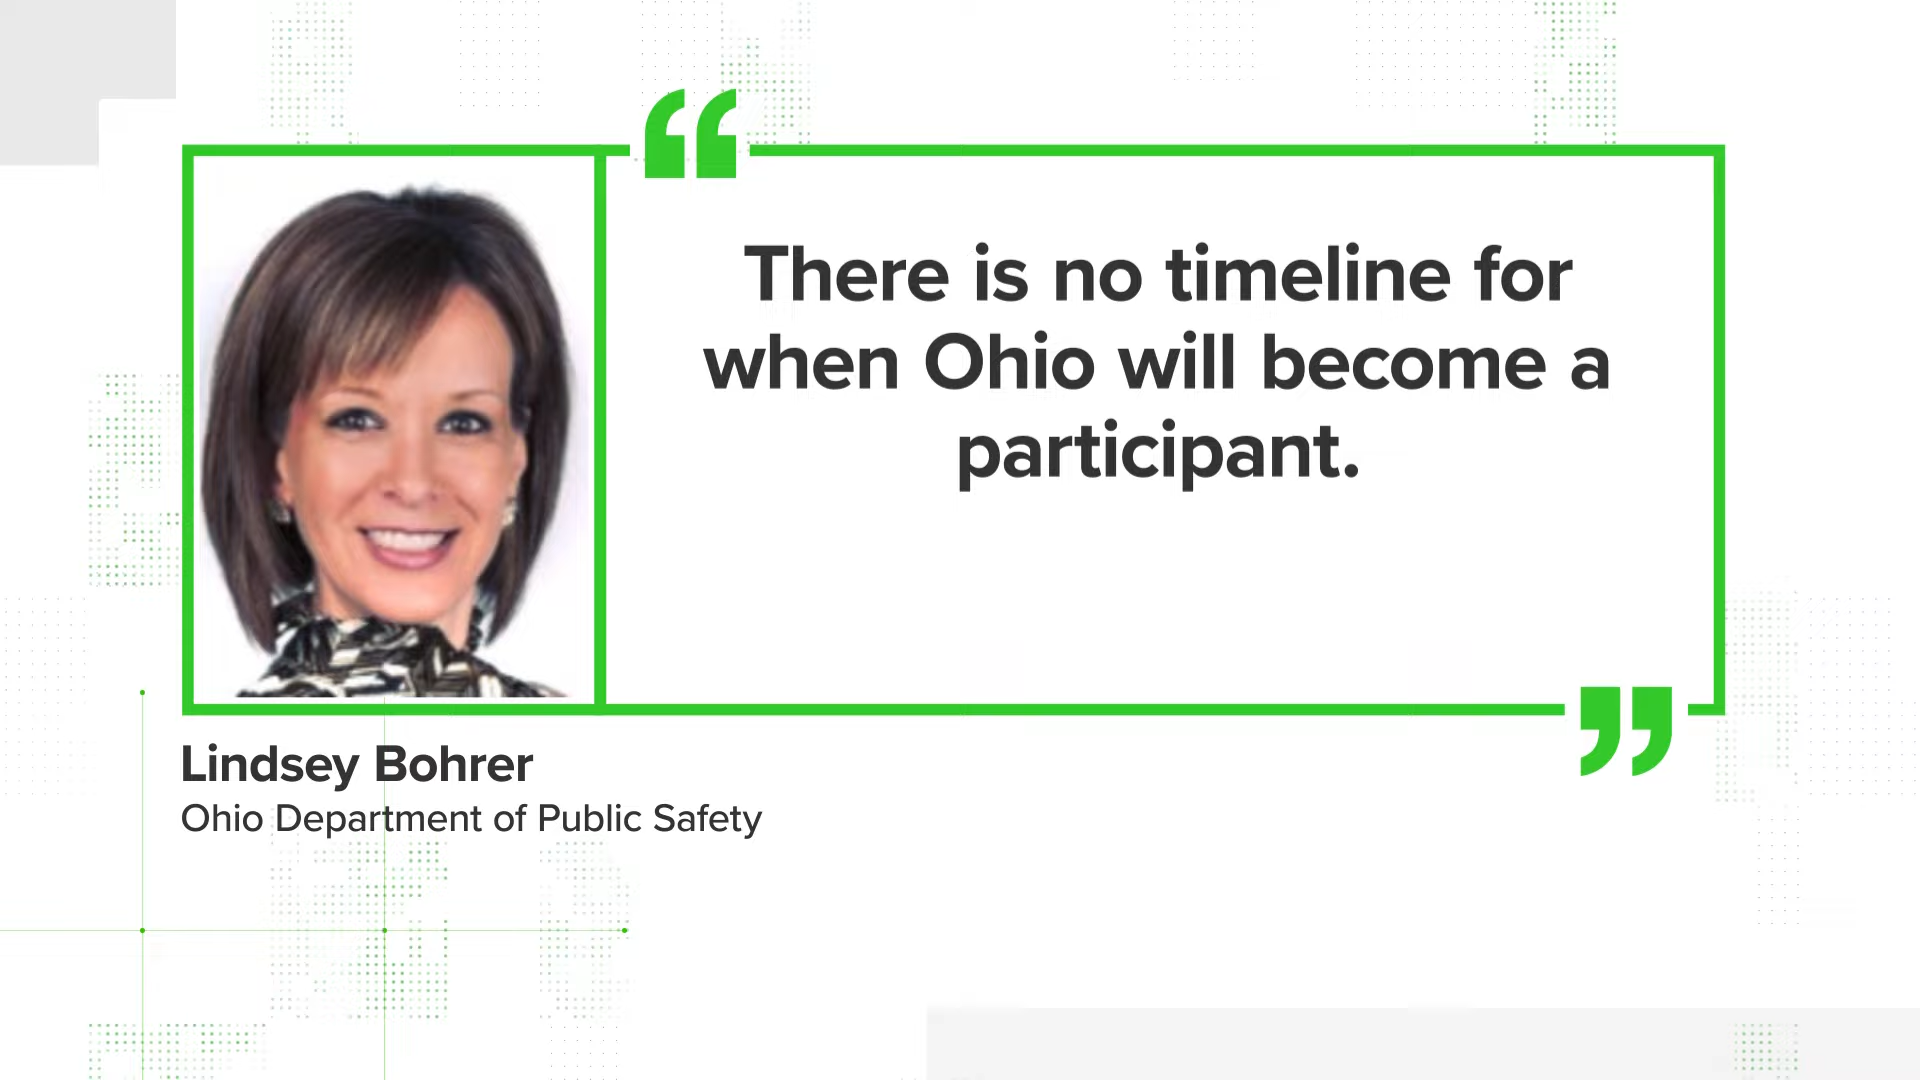 “
There is no timeline for
when Ohio will become a
participant.
”
Lindsey Bohrer
Ohio Department of Public Safety